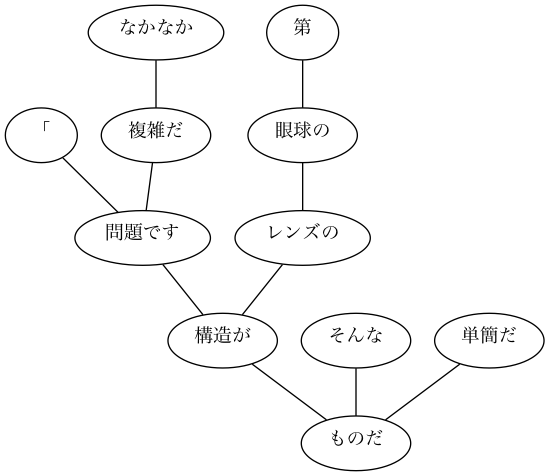 なかなか
第
「
複雑だ
眼球の
問題です
レンズの
構造が
そんな
単簡だ
ものだ